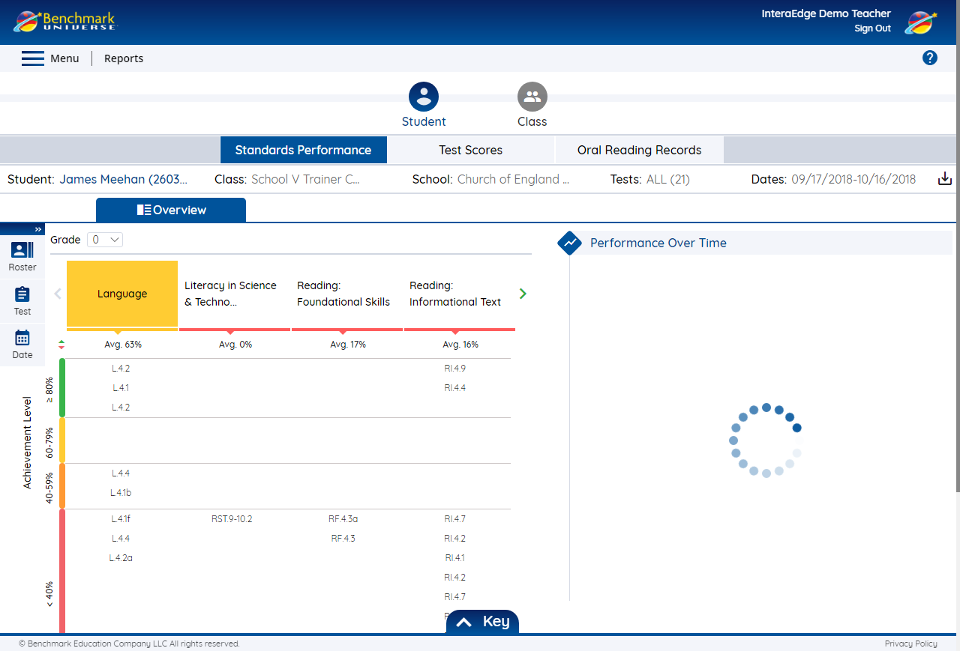 Benchmark
UNIVERSE
InteraEdge Demo Teacher
Sign Out
Menu
Reports
?
Student
Class
Standards Performance
Test Scores
Oral Reading Records
Student: James Meehan (2603...
Class: School V Trainer C...
School: Church of England ...
Tests: ALL (21)
Dates: 09/17/2018-10/16/2018
Overview
»
Roster
Test
Date
Grade 0
Performance Over Time
Language
Literacy in Science
& Techno...
Reading:
Foundational Skills
Reading:
Informational Text
Avg. 63%
Avg. 0%
Avg. 17%
Avg. 16%
Achievement Level
≥ 80%
L.4.2
RI.4.9
L.4.1
RI.4.4
L.4.2
60-79%
40-59%
L.4.4
L.4.1b
< 40%
L.4.1f
RST.9-10.2
RF.4.3a
RI.4.7
L.4.4
RF.4.3
RI.4.2
L.4.2a
RI.4.1
RI.4.2
RI.4.7
Key
© Benchmark Education Company LLC All rights reserved.
Privacy Policy